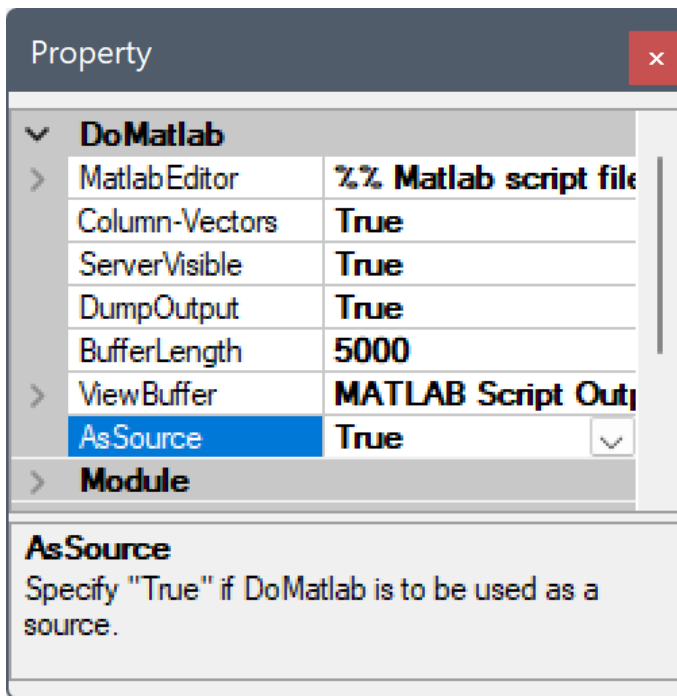 Property
DoMatlab
MatlabEditor %% Matlab script file
Column-Vectors True
ServerVisible True
DumpOutput True
BufferLength 5000
ViewBuffer MATLAB Script Outp
AsSource True
Module
AsSource
Specify "True" if DoMatlab is to be used as a
source.